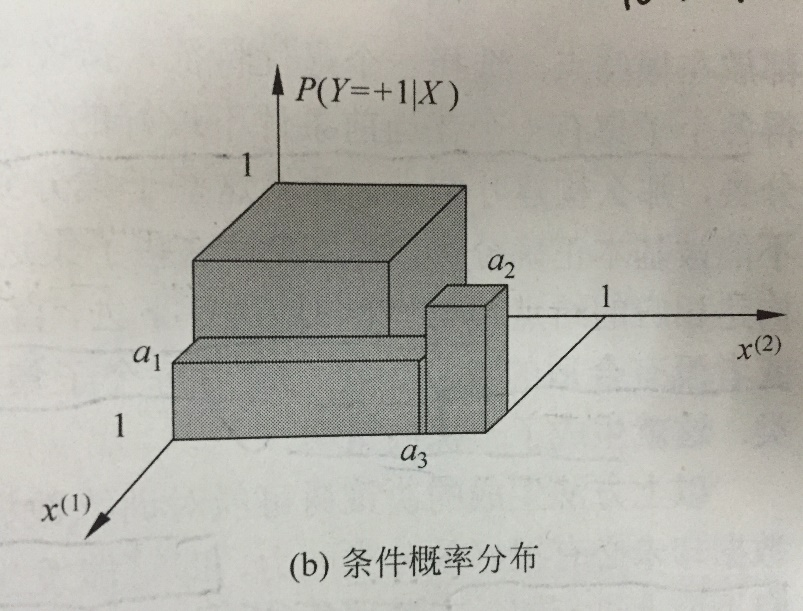 P(Y=+1|X)
1
a₂
1
x⁽²⁾
a₁
1
a₃
x⁽¹⁾
(b) 条件概率分布